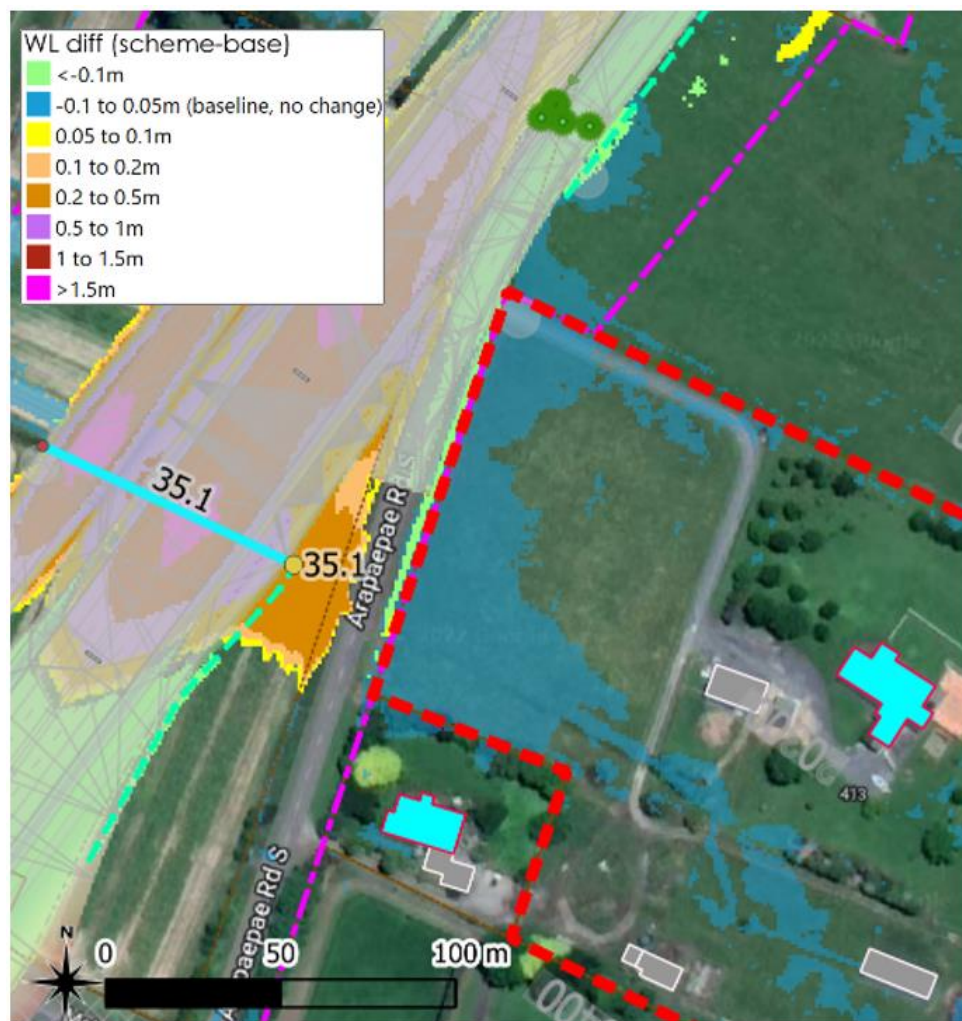 WL diff (scheme-base)
<-0.1m
-0.1 to 0.05m (baseline, no change)
0.05 to 0.1m
0.1 to 0.2m
0.2 to 0.5m
0.5 to 1m
1 to 1.5m
>1.5m
35.1
35.1
Arapaepae Rd S
413
N
0 50 100 m